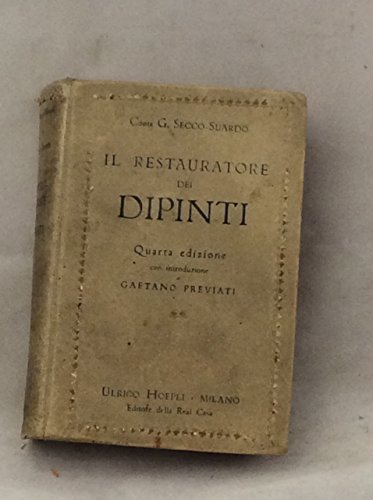 Conte G. SECCO-SUARDO
IL RESTAURATORE
DEI
DIPINTI
Quarta edizione
con introduzione
GAETANO PREVIATI
ULRICO HOEPLI - MILANO
Editore della Real Casa